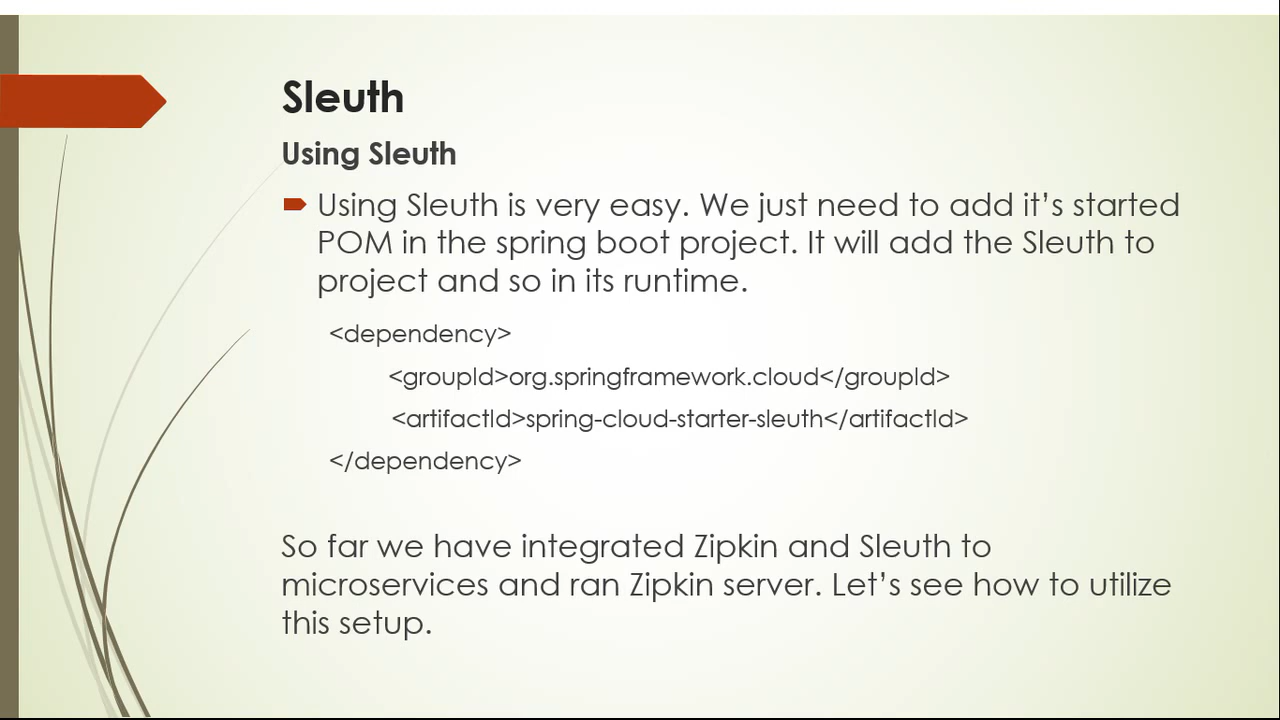 Sleuth
Using Sleuth
Using Sleuth is very easy. We just need to add it’s started
POM in the spring boot project. It will add the Sleuth to
project and so in its runtime.
<dependency>
<groupId>org.springframework.cloud</groupId>
<artifactId>spring-cloud-starter-sleuth</artifactId>
</dependency>
So far we have integrated Zipkin and Sleuth to
microservices and ran Zipkin server. Let’s see how to utilize
this setup.